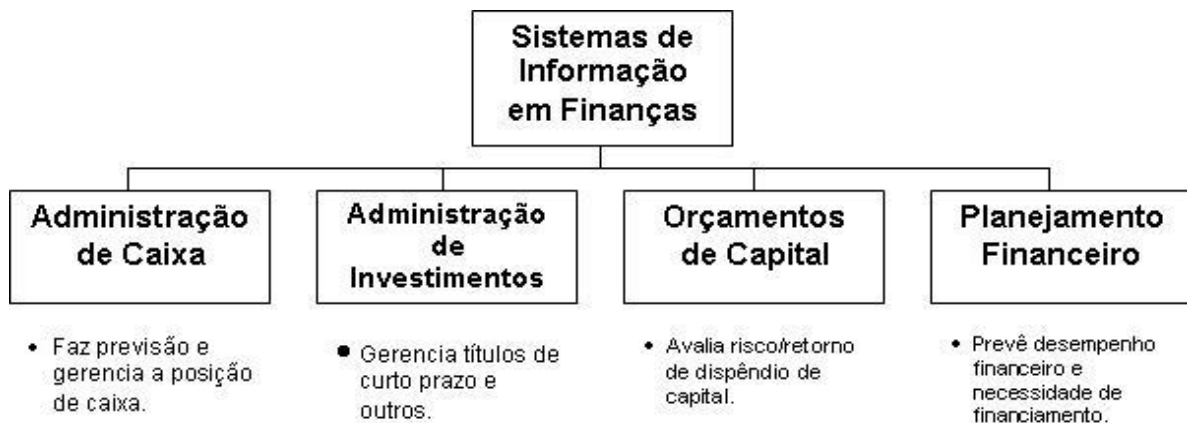 Sistemas de
Informação
em Finanças
Administração
de Caixa
Administração
de
Investimentos
Orçamentos
de Capital
Planejamento
Financeiro
• Faz previsão e
gerencia a posição
de caixa.
• Gerencia títulos de
curto prazo e
outros.
• Avalia risco/retorno
de dispêndio de
capital.
• Prevê desempenho
financeiro e
necessidade de
financiamento.